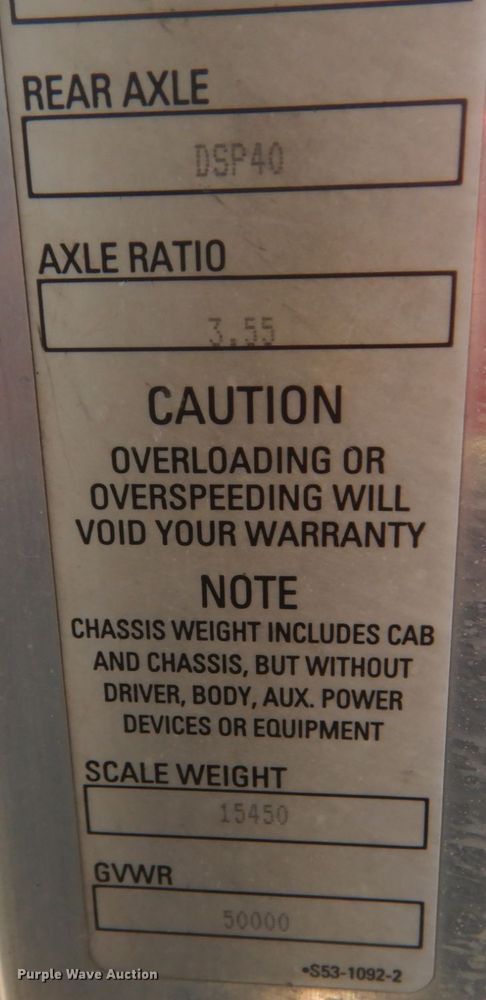 REAR AXLE
DSP40
AXLE RATIO
3.55
CAUTION
OVERLOADING OR
OVERSPEEDING WILL
VOID YOUR WARRANTY
NOTE
CHASSIS WEIGHT INCLUDES CAB
AND CHASSIS, BUT WITHOUT
DRIVER, BODY, AUX. POWER
DEVICES OR EQUIPMENT
SCALE WEIGHT
15450
GVWR
50000
•S53-1092-2
Purple Wave Auction